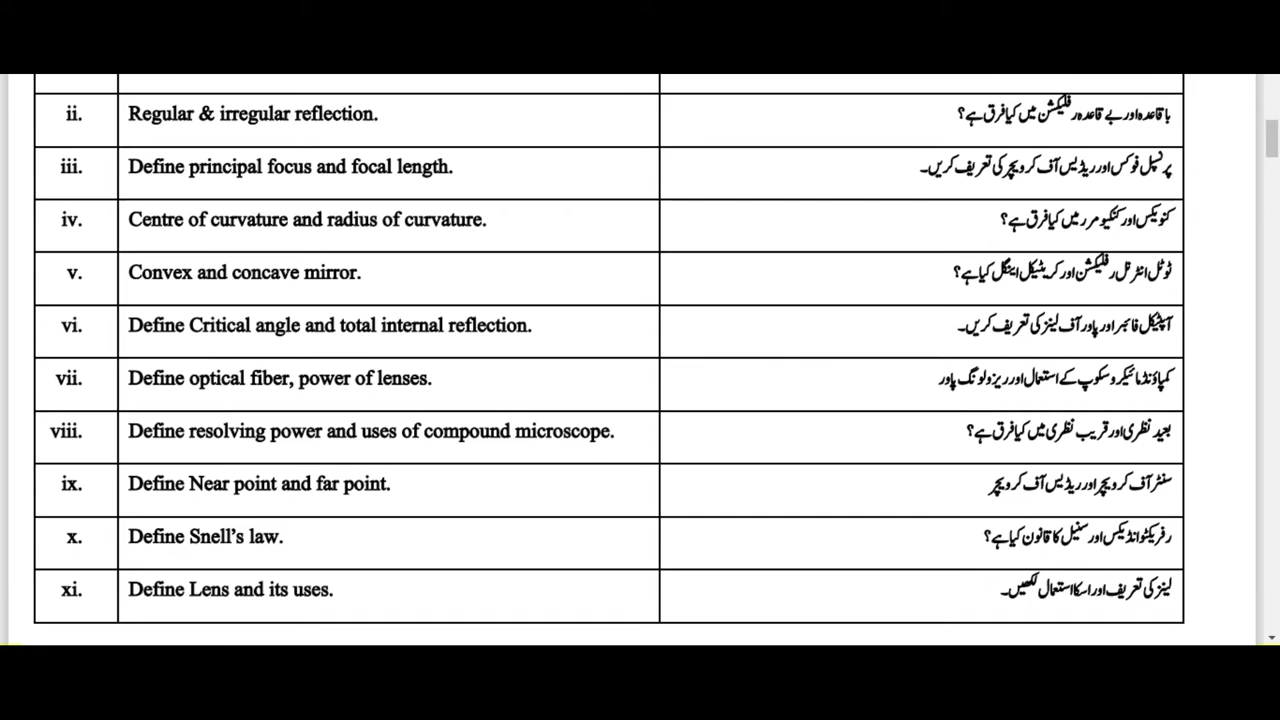 ii. Regular & irregular reflection. باقاعدہ اور بے قاعدہ رفلیکشن میں کیا فرق ہے؟
iii. Define principal focus and focal length. پرنسپل فوکس اور ریڈیس آف کرویچر کی تعریف کریں۔
iv. Centre of curvature and radius of curvature. کنویکس اور کنکیو مرر میں کیا فرق ہے؟
v. Convex and concave mirror. ٹوٹل انٹرنل رفلیکشن اور کریٹیکل اینگل کیا ہے؟
vi. Define Critical angle and total internal reflection. آپٹیکل فائبر اور پاور آف لینز کی تعریف کریں۔
vii. Define optical fiber, power of lenses. کمپاؤنڈ مائیکروسکوپ کے استعمال اور ریزولونگ پاور
viii. Define resolving power and uses of compound microscope. بعید نظری اور قریب نظری میں کیا فرق ہے؟
ix. Define Near point and far point. سنٹر آف کرویچر اور ریڈیس آف کرویچر
x. Define Snell’s law. رفریکٹو انڈیکس اور سنیل کا قانون کیا ہے؟
xi. Define Lens and its uses. لینز کی تعریف اور اسکا استعمال لکھیں۔